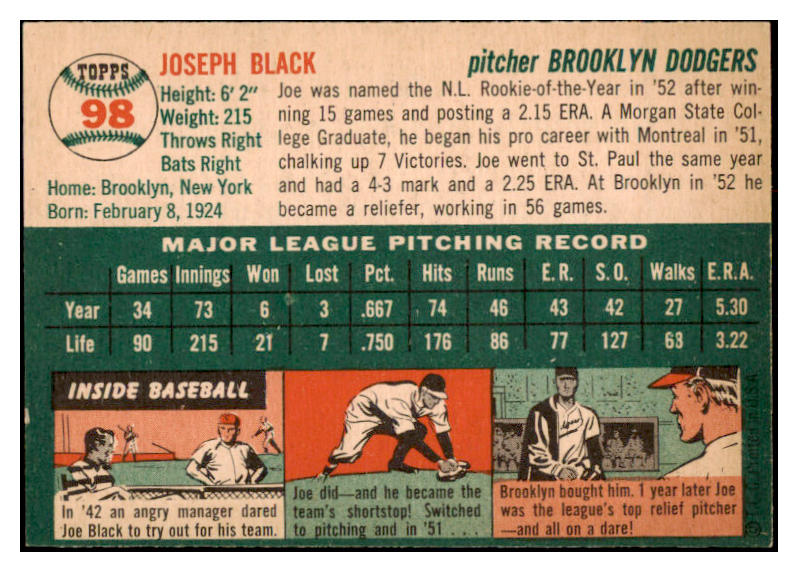 TOPPS
98
JOSEPH BLACK
Height: 6' 2"
Weight: 215
Throws Right
Bats Right
Home: Brooklyn, New York
Born: February 8, 1924
pitcher BROOKLYN DODGERS
Joe was named the N.L. Rookie-of-the-Year in '52 after win-
ning 15 games and posting a 2.15 ERA. A Morgan State Col-
lege Graduate, he began his pro career with Montreal in '51,
chalking up 7 Victories. Joe went to St. Paul the same year
and had a 4-3 mark and a 2.25 ERA. At Brooklyn in '52 he
became a reliefer, working in 56 games.
MAJOR LEAGUE PITCHING RECORD
Games Innings Won Lost Pct. Hits Runs E.R. S.O. Walks E.R.A.
Year 34 73 6 3 .667 74 46 43 42 27 5.30
Life 90 215 21 7 .750 176 86 77 127 63 3.22
INSIDE BASEBALL
In '42 an angry manager dared
Joe Black to try out for his team.
Joe did—and he became the
team's shortstop! Switched
to pitching and in '51 . . .
Brooklyn bought him. 1 year later Joe
was the league's top relief pitcher
—and all on a dare!
© T.C.G. Printed in U.S.A.